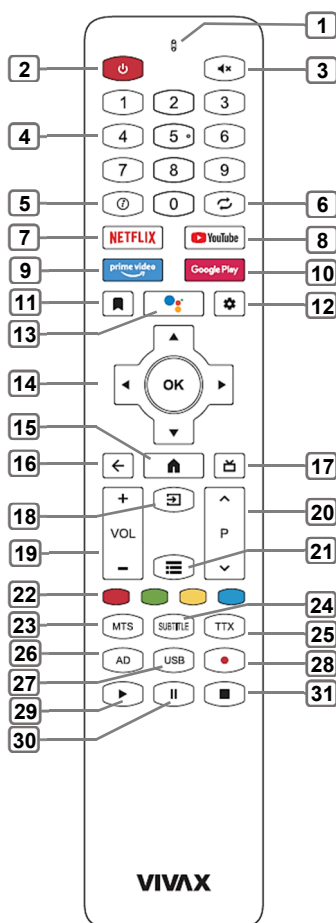 1
2
3
1 2 3
4
4 5 6
7 8 9
5
i 0
6
7
NETFLIX
YouTube
8
9
prime video
Google Play
10
11
12
13
14
OK
15
16
17
+
18
VOL
P
20
19
−
21
22
24
23
MTS SUBTITLE TTX
25
26
AD USB
28
27
29
31
30
VIVAX